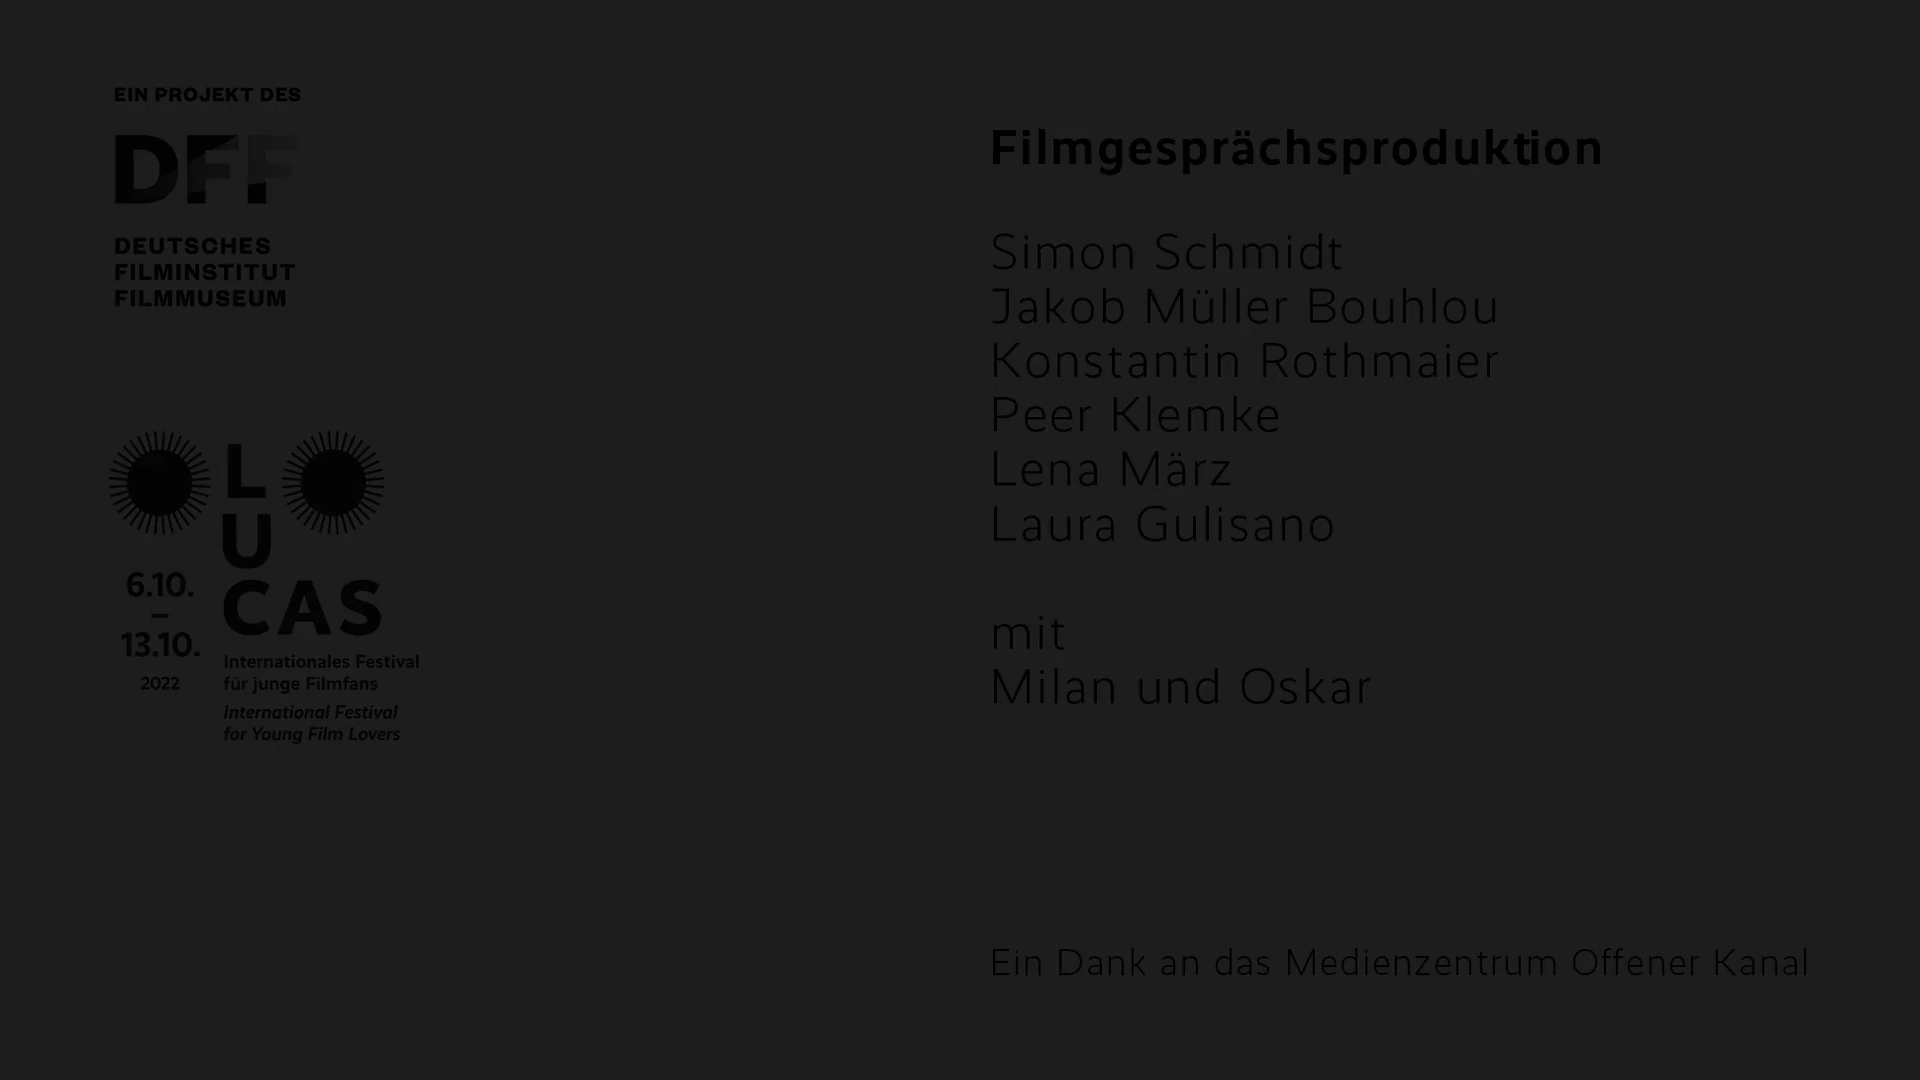 EIN PROJEKT DES
DFF
DEUTSCHES
FILMINSTITUT
FILMMUSEUM
LUCAS
6.10.
–
13.10.
2022
Internationales Festival
für junge Filmfans
International Festival
for Young Film Lovers
Filmgesprächsproduktion
Simon Schmidt
Jakob Müller Bouhlou
Konstantin Rothmaier
Peer Klemke
Lena März
Laura Gulisano
mit
Milan und Oskar
Ein Dank an das Medienzentrum Offener Kanal